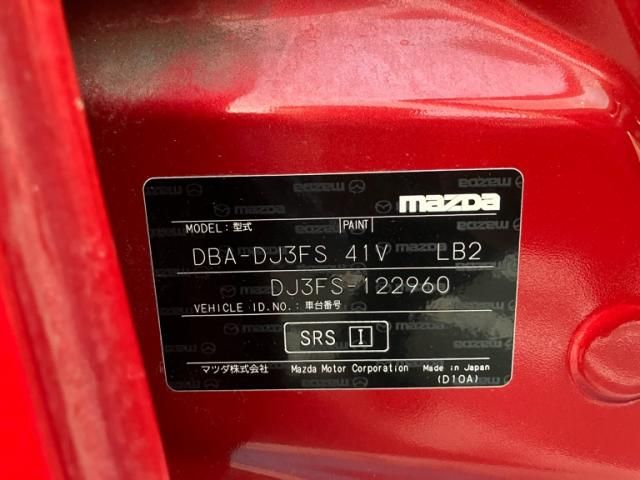 mazda
MODEL:型式 PAINT
DBA-DJ3FS 41V LB2
DJ3FS-122960
VEHICLE ID.NO.:車台番号
SRS I
マツダ株式会社 Mazda Motor Corporation Made in Japan
(D10A)